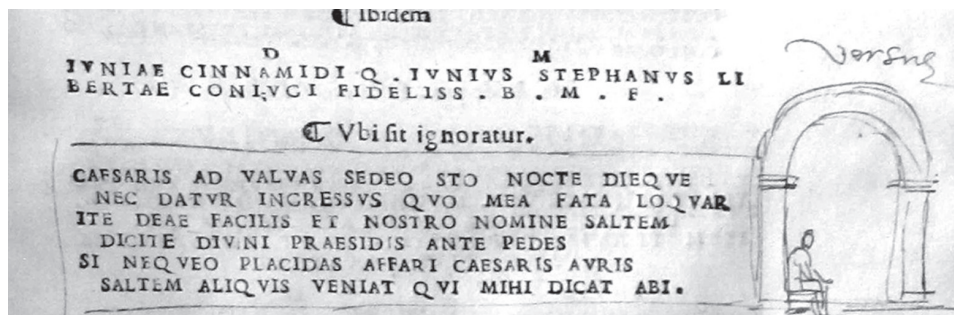 ¶ Ibidem
D M
IVNIAE CINNAMIDI Q . IVNIVS STEPHANVS LI
BERTAE CONIVGI FIDELISS . B . M . F .
¶ Vbi sit ignoratur.
versus
CAESARIS AD VALVAS SEDEO STO NOCTE DIEQVE
NEC DATVR INGRESSVS QVO MEA FATA LOQVAR
ITE DEAE FACILIS ET NOSTRO NOMINE SALTEM
DICITE DIVINI PRAESIDIS ANTE PEDES
SI NEQVEO PLACIDAS AFFARI CAESARIS AVRIS
SALTEM ALIQVIS VENIAT QVI MIHI DICAT ABI.